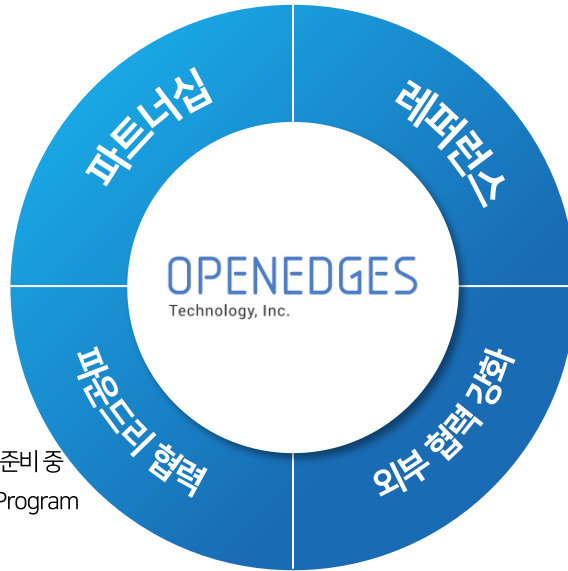 파트너십
레퍼런스
OPENEDGES
Technology, Inc.
파운드리 협력
외부 협력 강화
준비 중
Program